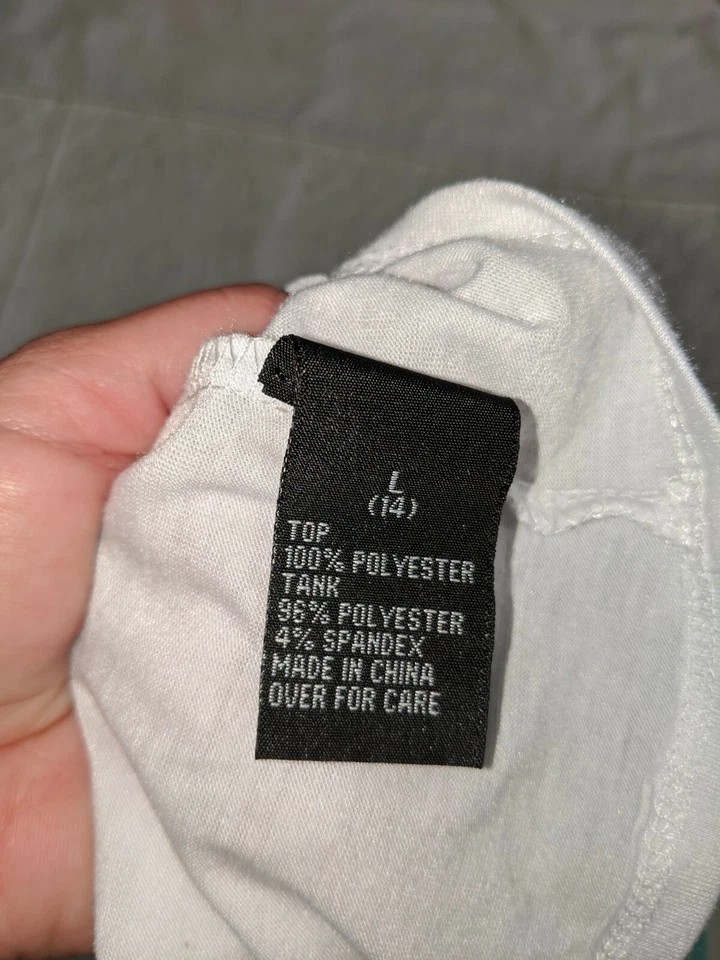 L
(14)
TOP
100% POLYESTER
TANK
96% POLYESTER
4% SPANDEX
MADE IN CHINA
OVER FOR CARE